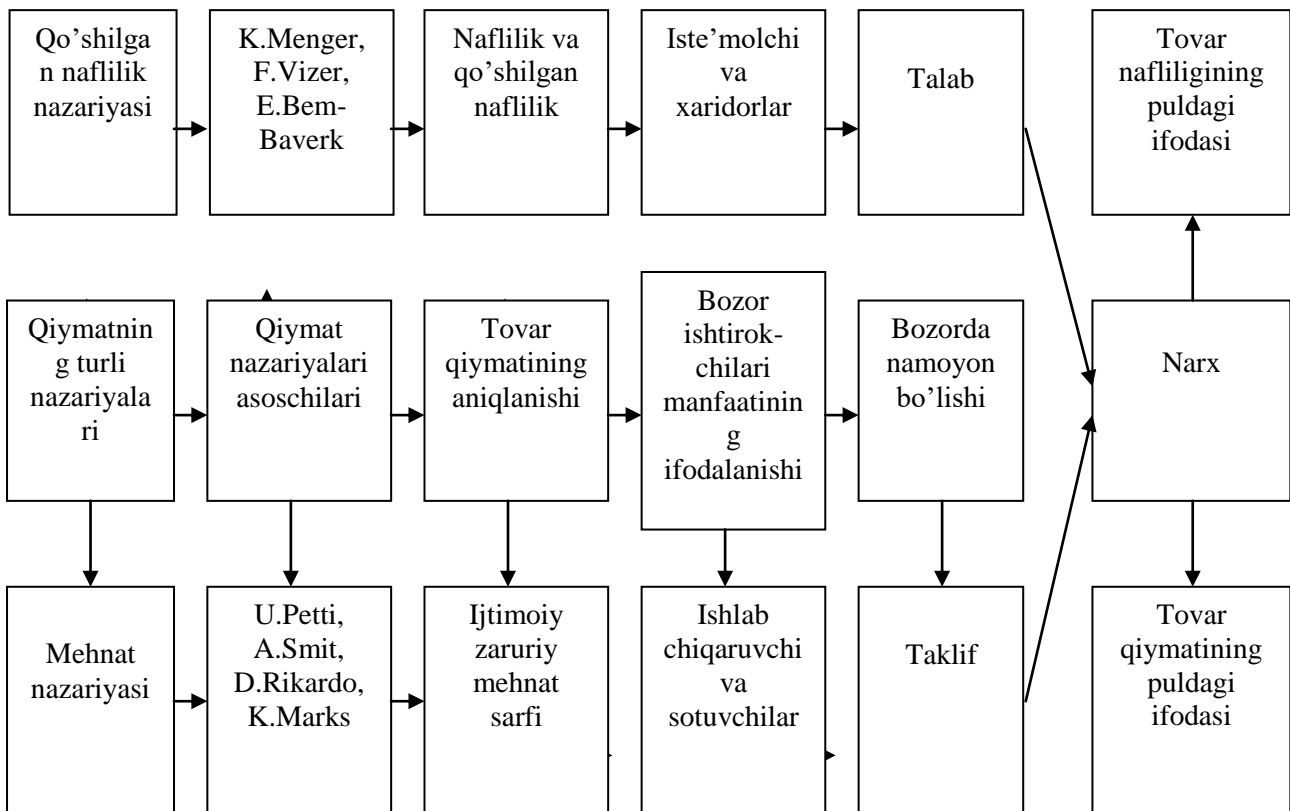 Qo’shilga
n naflilik
nazariyasi
K.Menger,
F.Vizer,
E.Bem-
Baverk
Naflilik va
qo’shilgan
naflilik
Iste’molchi
va
xaridorlar
Talab
Tovar
nafliligining
puldagi
ifodasi
Qiymatnin
g turli
nazariyala
ri
Qiymat
nazariyalari
asoschilari
Tovar
qiymatining
aniqlanishi
Bozor
ishtirok-
chilari
manfaatinin
g
ifodalanishi
Bozorda
namoyon
bo’lishi
Narx
Mehnat
nazariyasi
U.Petti,
A.Smit,
D.Rikardo,
K.Marks
Ijtimoiy
zaruriy
mehnat
sarfi
Ishlab
chiqaruvchi
va
sotuvchilar
Taklif
Tovar
qiymatining
puldagi
ifodasi